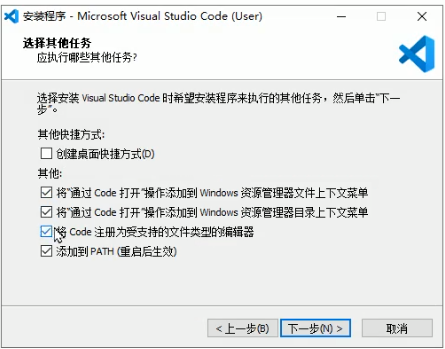 安装程序 - Microsoft Visual Studio Code (User)
选择其他任务
应执行哪些其他任务?
选择安装 Visual Studio Code 时希望安装程序来执行的其他任务，然后单击“下一
步”。
其他快捷方式:
创建桌面快捷方式(D)
其他:
将“通过 Code 打开”操作添加到 Windows 资源管理器文件上下文菜单
将“通过 Code 打开”操作添加到 Windows 资源管理器目录上下文菜单
将 Code 注册为受支持的文件类型的编辑器
添加到 PATH (重启后生效)
< 上一步(B) 下一步(N) > 取消